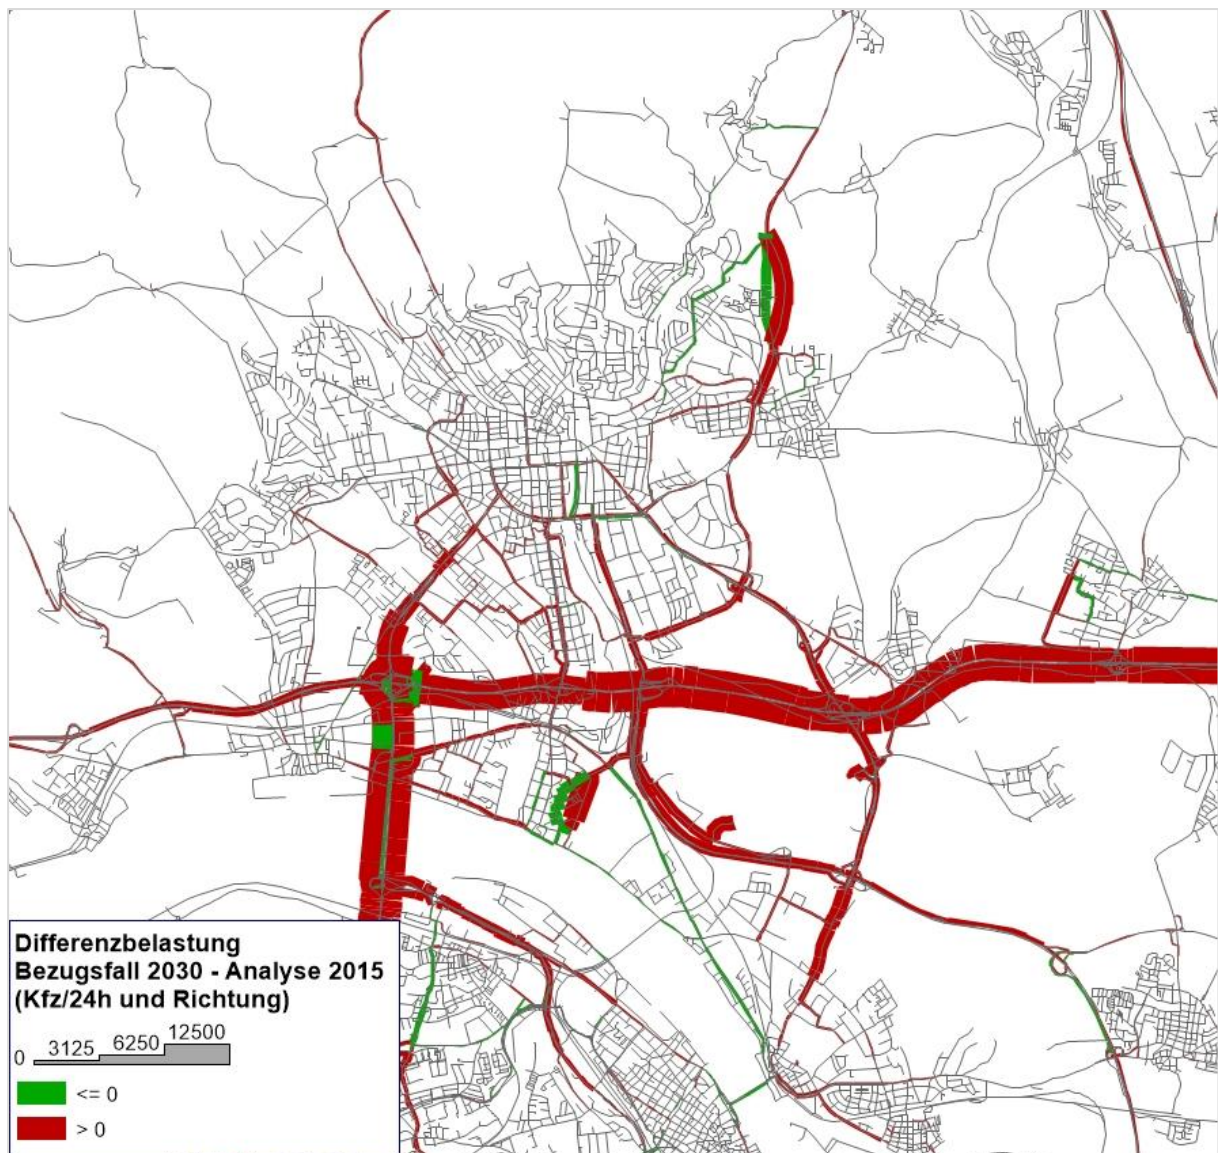 Differenzbelastung
Bezugsfall 2030 - Analyse 2015
(Kfz/24h und Richtung)
0 3125 6250 12500
<= 0
> 0